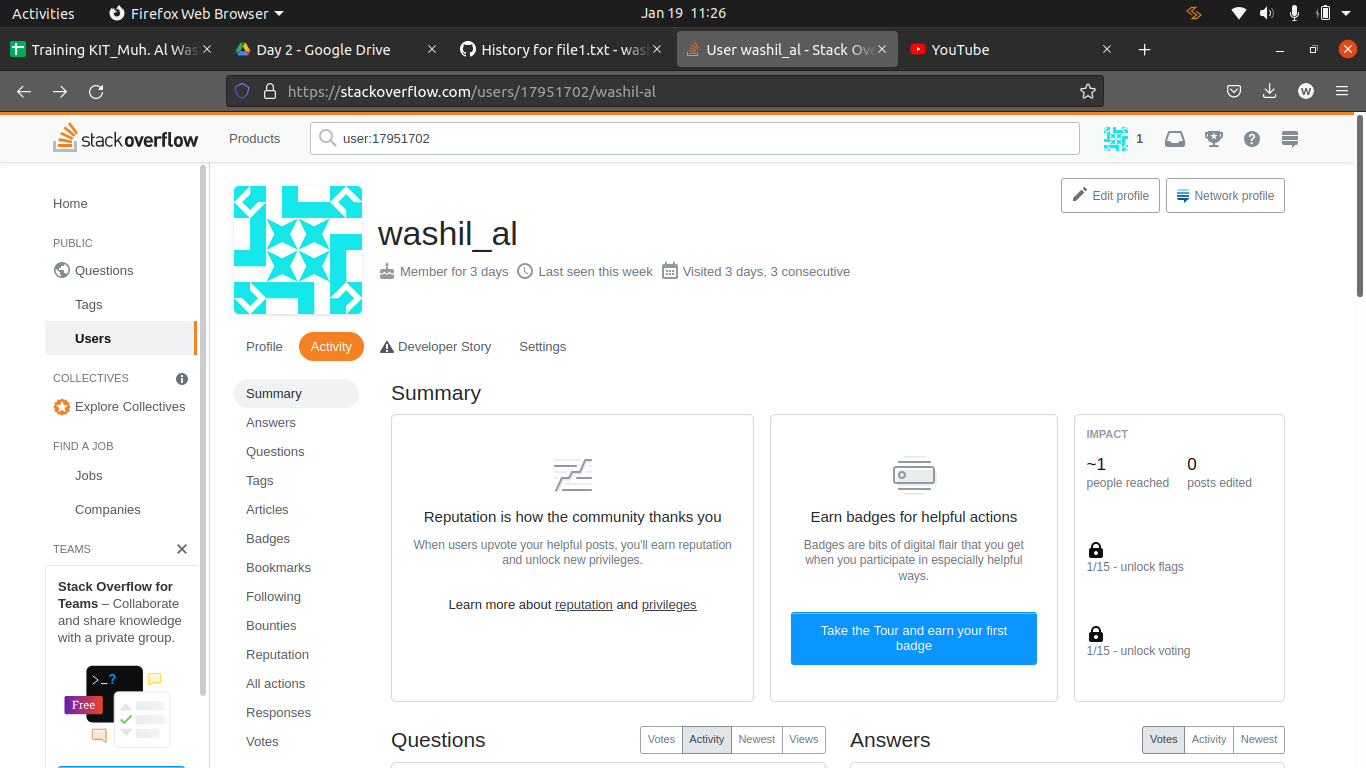 Activities
Firefox Web Browser
Jan 19 11:26
Training KIT_Muh. Al Was
Day 2 - Google Drive
History for file1.txt - wash
User washil_al - Stack Ove
YouTube
https://stackoverflow.com/users/17951702/washil-al
W
stackoverflow
Products
user:17951702
1
Home
PUBLIC
Questions
Tags
Users
COLLECTIVES
Explore Collectives
FIND A JOB
Jobs
Companies
TEAMS
Stack Overflow for
Teams – Collaborate
and share knowledge
with a private group.
>_?
Free
Edit profile
Network profile
washil_al
Member for 3 days
Last seen this week
Visited 3 days, 3 consecutive
Profile
Activity
Developer Story
Settings
Summary
Answers
Questions
Tags
Articles
Badges
Bookmarks
Following
Bounties
Reputation
All actions
Responses
Votes
Summary
Reputation is how the community thanks you
When users upvote your helpful posts, you'll earn reputation
and unlock new privileges.
Learn more about reputation and privileges
Earn badges for helpful actions
Badges are bits of digital flair that you get
when you participate in especially helpful
ways.
Take the Tour and earn your first
badge
IMPACT
~1
people reached
0
posts edited
1/15 - unlock flags
1/15 - unlock voting
Questions
Votes
Activity
Newest
Views
Answers
Votes
Activity
Newest